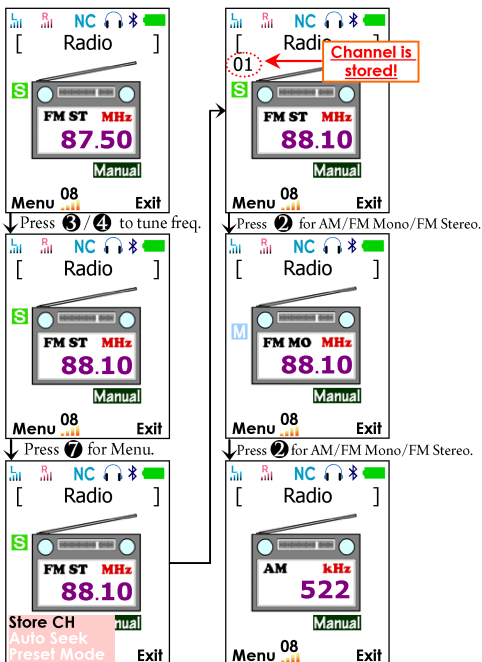 L R NC
[ Radio ]
S
FM ST MHz
87.50
Manual
Menu 08 Exit
Press ❸/❹ to tune freq.
L R NC
[ Radio ]
S
FM ST MHz
88.10
Manual
Menu 08 Exit
Press ❼ for Menu.
L R NC
[ Radio ]
S
FM ST MHz
88.10
Store CH nual
Auto Seek
Preset Mode Exit
L R NC
[ Radio ]
Channel is
stored!
01
S
FM ST MHz
88.10
Manual
Menu 08 Exit
Press ❷ for AM/FM Mono/FM Stereo.
L R NC
[ Radio ]
M
FM MO MHz
88.10
Manual
Menu 08 Exit
Press ❷ for AM/FM Mono/FM Stereo.
L R NC
[ Radio ]
AM kHz
522
Manual
Menu 08 Exit